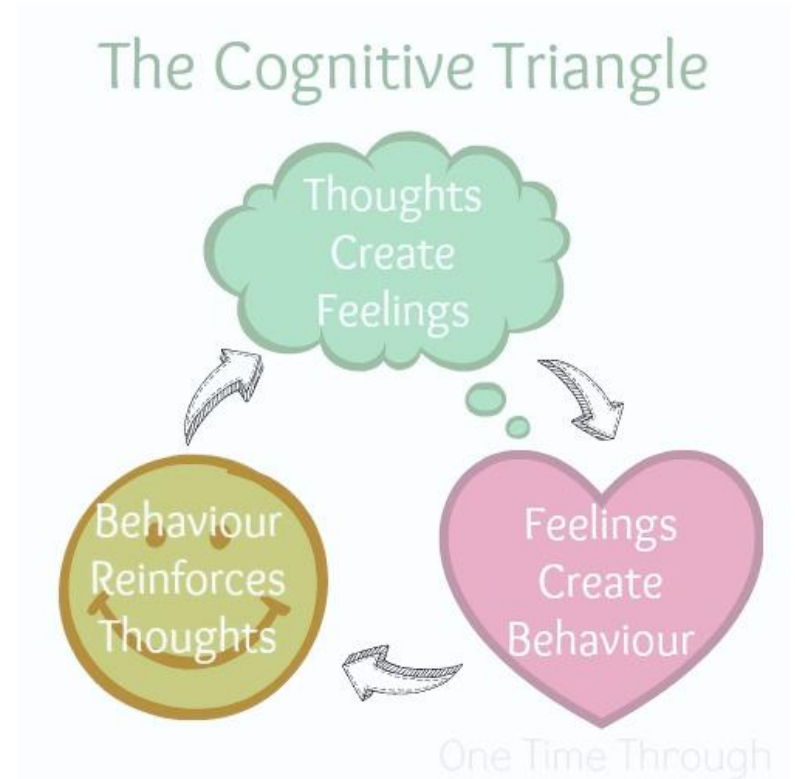 The Cognitive Triangle
Thoughts
Create
Feelings
Feelings
Create
Behaviour
Behaviour
Reinforces
Thoughts
One Time Through